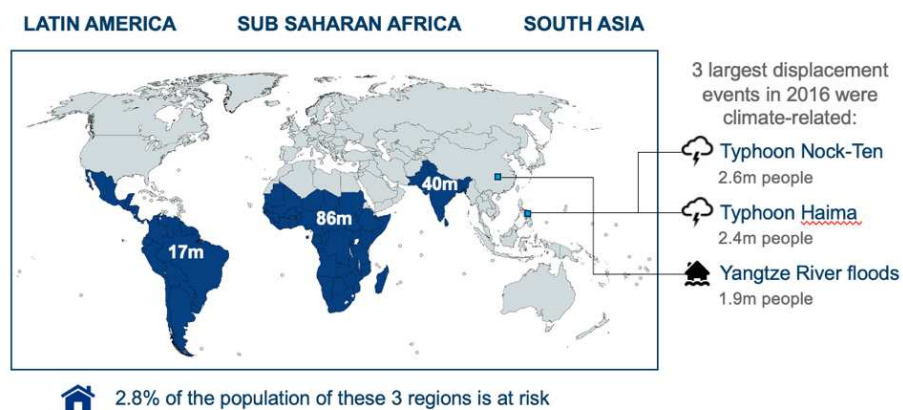 LATIN AMERICA SUB SAHARAN AFRICA SOUTH ASIA
17m
86m
40m
3 largest displacement
events in 2016 were
climate-related:
Typhoon Nock-Ten
2.6m people
Typhoon Haima
2.4m people
Yangtze River floods
1.9m people
2.8% of the population of these 3 regions is at risk